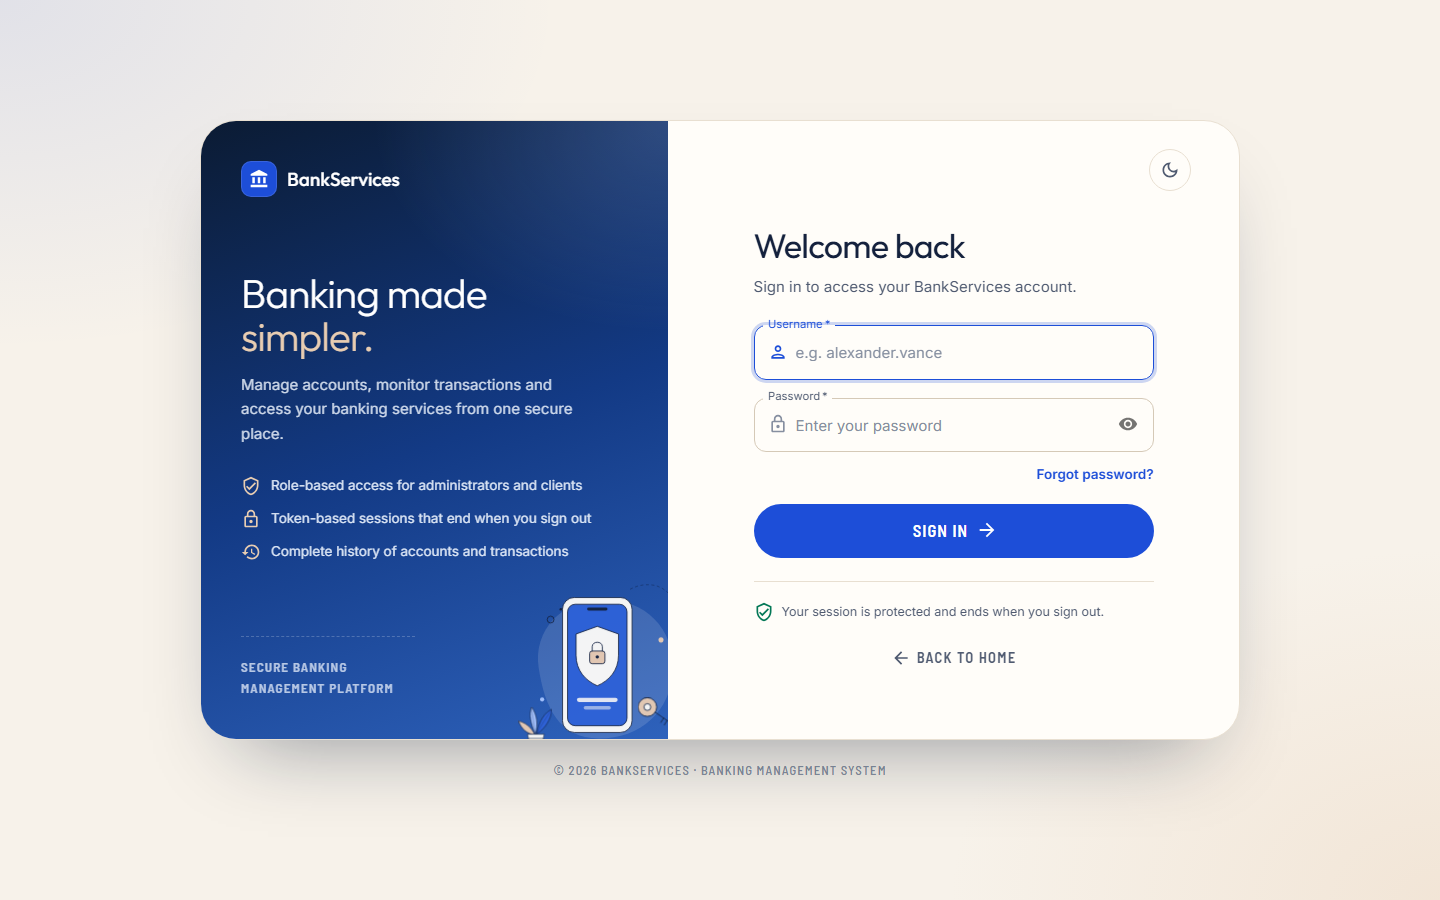 BankServices
Banking made
simpler.
Manage accounts, monitor transactions and
access your banking services from one secure
place.
Role-based access for administrators and clients
Token-based sessions that end when you sign out
Complete history of accounts and transactions
SECURE BANKING
MANAGEMENT PLATFORM
Welcome back
Sign in to access your BankServices account.
Username *
e.g. alexander.vance
Password *
Enter your password
Forgot password?
SIGN IN
Your session is protected and ends when you sign out.
BACK TO HOME
© 2026 BANKSERVICES · BANKING MANAGEMENT SYSTEM